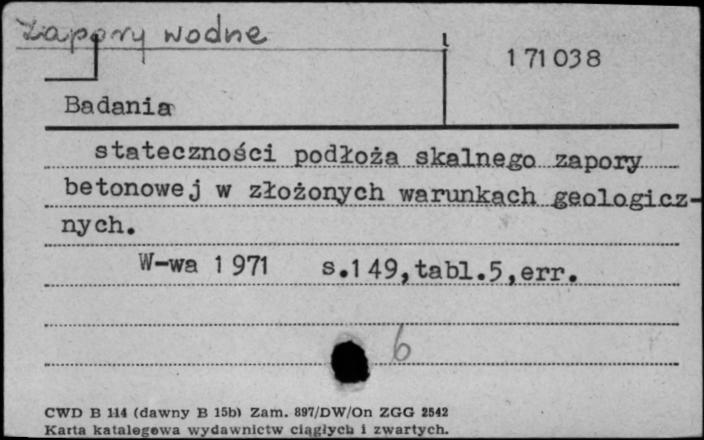 Zapory wodne
171038
Badania
stateczności podłoża skalnego zapory
betonowej w złożonych warunkach geologicz-
nych.
W-wa 1971 s.149,tabl.5,err.
6
CWD B 114 (dawny B 15b) Zam. 897/DW/On ZGG 2542
Karta katalogowa wydawnictw ciągłych i zwartych.